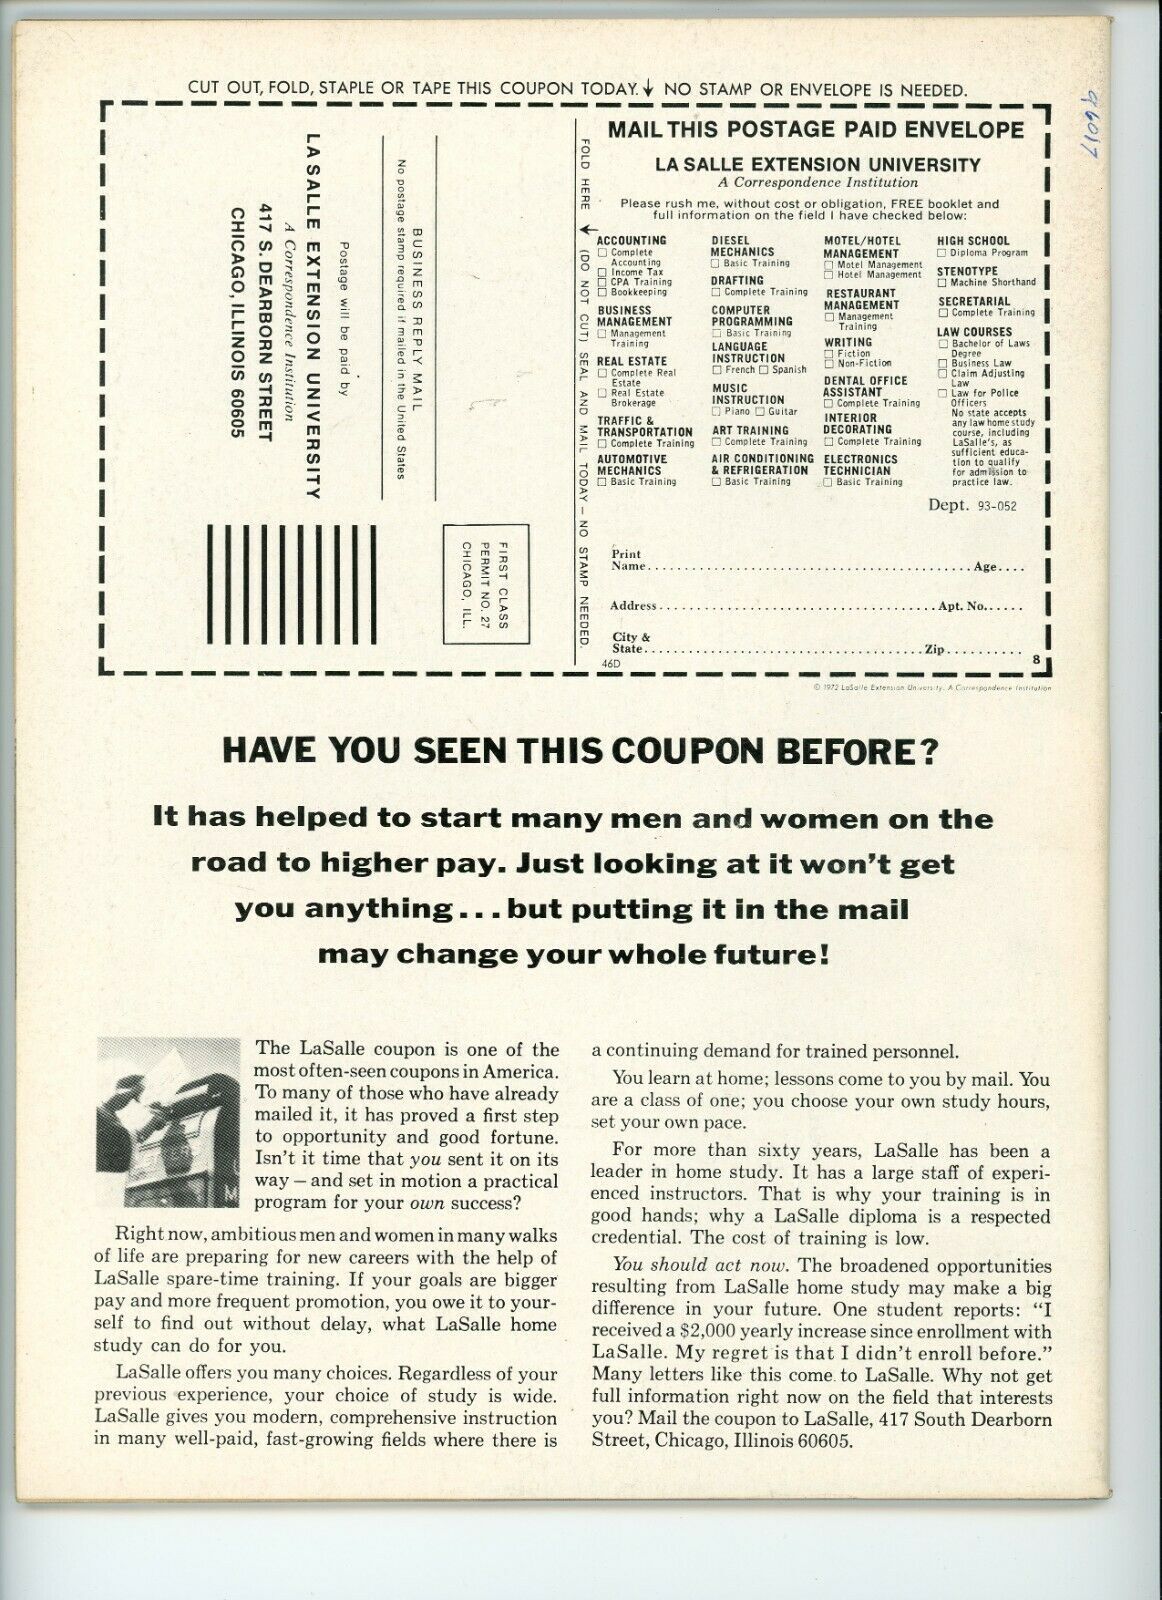 CUT OUT, FOLD, STAPLE OR TAPE THIS COUPON TODAY. ↓ NO STAMP OR ENVELOPE IS NEEDED.
96017
LA SALLE EXTENSION UNIVERSITY
A Correspondence Institution
417 S. DEARBORN STREET
CHICAGO, ILLINOIS 60605
Postage will be paid by
No postage stamp required if mailed in the United States
BUSINESS REPLY MAIL
FIRST CLASS
PERMIT NO. 27
CHICAGO, ILL.
FOLD HERE ← (DO NOT CUT) SEAL AND MAIL TODAY – NO STAMP NEEDED.
MAIL THIS POSTAGE PAID ENVELOPE
LA SALLE EXTENSION UNIVERSITY
A Correspondence Institution
Please rush me, without cost or obligation, FREE booklet and
full information on the field I have checked below:
ACCOUNTING
☐ Complete
Accounting
☐ Income Tax
☐ CPA Training
☐ Bookkeeping
BUSINESS
MANAGEMENT
☐ Management
Training
REAL ESTATE
☐ Complete Real
Estate
☐ Real Estate
Brokerage
TRAFFIC &
TRANSPORTATION
☐ Complete Training
AUTOMOTIVE
MECHANICS
☐ Basic Training
DIESEL
MECHANICS
☐ Basic Training
DRAFTING
☐ Complete Training
COMPUTER
PROGRAMMING
☐ Basic Training
LANGUAGE
INSTRUCTION
☐ French ☐ Spanish
MUSIC
INSTRUCTION
☐ Piano ☐ Guitar
ART TRAINING
☐ Complete Training
AIR CONDITIONING
& REFRIGERATION
☐ Basic Training
MOTEL/HOTEL
MANAGEMENT
☐ Motel Management
☐ Hotel Management
RESTAURANT
MANAGEMENT
☐ Management
Training
WRITING
☐ Fiction
☐ Non-Fiction
DENTAL OFFICE
ASSISTANT
☐ Complete Training
INTERIOR
DECORATING
☐ Complete Training
ELECTRONICS
TECHNICIAN
☐ Basic Training
HIGH SCHOOL
☐ Diploma Program
STENOTYPE
☐ Machine Shorthand
SECRETARIAL
☐ Complete Training
LAW COURSES
☐ Bachelor of Laws
Degree
☐ Business Law
☐ Claim Adjusting
Law
☐ Law for Police
Officers
No state accepts
any law home study
course, including
LaSalle's, as
sufficient educa-
tion to qualify
for admission to
practice law.
Dept. 93-052
Print
Name........................................Age....
Address....................................Apt. No......
City &
State....................................Zip..........
46D
8
© 1972 LaSalle Extension University, A Correspondence Institution
HAVE YOU SEEN THIS COUPON BEFORE?
It has helped to start many men and women on the
road to higher pay. Just looking at it won't get
you anything...but putting it in the mail
may change your whole future!
The LaSalle coupon is one of the
most often-seen coupons in America.
To many of those who have already
mailed it, it has proved a first step
to opportunity and good fortune.
Isn't it time that you sent it on its
way – and set in motion a practical
program for your own success?
Right now, ambitious men and women in many walks
of life are preparing for new careers with the help of
LaSalle spare-time training. If your goals are bigger
pay and more frequent promotion, you owe it to your-
self to find out without delay, what LaSalle home
study can do for you.
LaSalle offers you many choices. Regardless of your
previous experience, your choice of study is wide.
LaSalle gives you modern, comprehensive instruction
in many well-paid, fast-growing fields where there is
a continuing demand for trained personnel.
You learn at home; lessons come to you by mail. You
are a class of one; you choose your own study hours,
set your own pace.
For more than sixty years, LaSalle has been a
leader in home study. It has a large staff of experi-
enced instructors. That is why your training is in
good hands; why a LaSalle diploma is a respected
credential. The cost of training is low.
You should act now. The broadened opportunities
resulting from LaSalle home study may make a big
difference in your future. One student reports: "I
received a $2,000 yearly increase since enrollment with
LaSalle. My regret is that I didn't enroll before."
Many letters like this come to LaSalle. Why not get
full information right now on the field that interests
you? Mail the coupon to LaSalle, 417 South Dearborn
Street, Chicago, Illinois 60605.